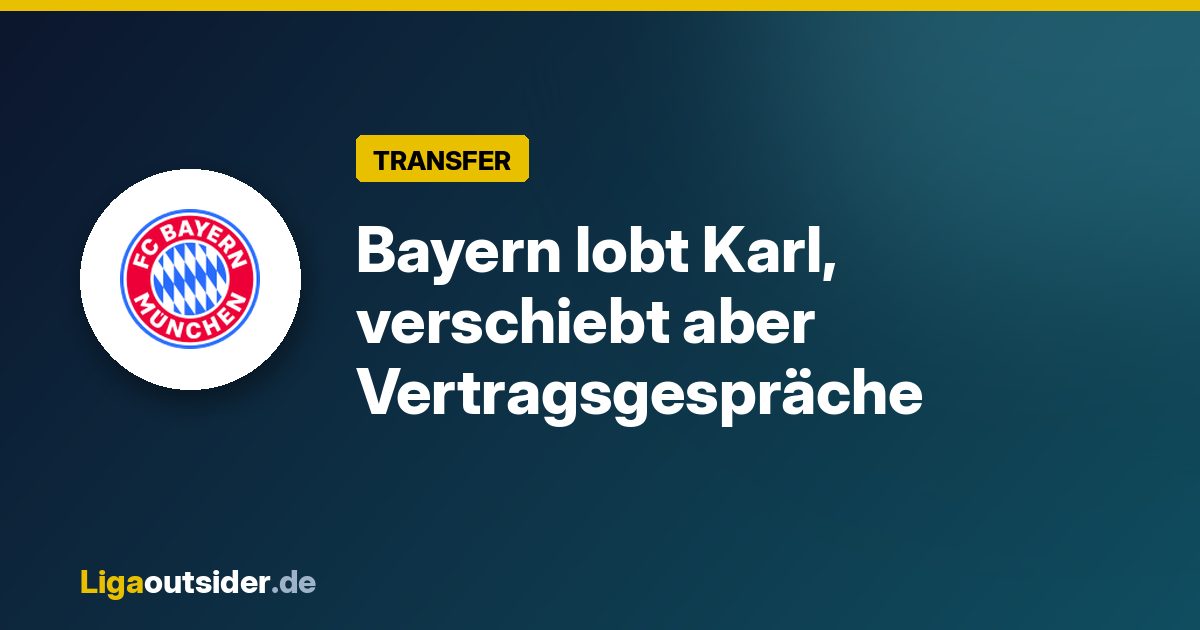 TRANSFER
FC BAYERN
MÜNCHEN
Bayern lobt Karl,
verschiebt aber
Vertragsgespräche
Ligaoutsider.de